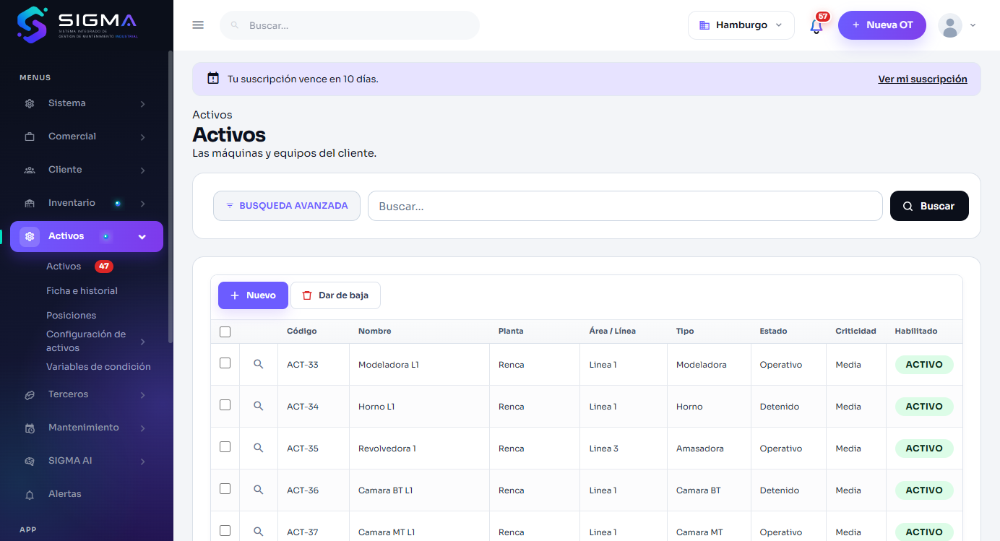 SIGMA
SISTEMA INTEGRADO DE
GESTION DE MANTENIMIENTO INDUSTRIAL
Buscar...
Hamburgo
57
+ Nueva OT
MENUS
Sistema
Comercial
Cliente
Inventario
Activos
Activos 47
Ficha e historial
Posiciones
Configuración de
activos
Variables de condición
Terceros
Mantenimiento
SIGMA AI
Alertas
APP
Tu suscripción vence en 10 días. Ver mi suscripción
Activos
Activos
Las máquinas y equipos del cliente.
BUSQUEDA AVANZADA Buscar... Buscar
+ Nuevo Dar de baja
Código Nombre Planta Área / Línea Tipo Estado Criticidad Habilitado
ACT-33 Modeladora L1 Renca Linea 1 Modeladora Operativo Media ACTIVO
ACT-34 Horno L1 Renca Linea 1 Horno Detenido Media ACTIVO
ACT-35 Revolvedora 1 Renca Linea 3 Amasadora Operativo Media ACTIVO
ACT-36 Camara BT L1 Renca Linea 1 Camara BT Detenido Media ACTIVO
ACT-37 Camara MT L1 Renca Linea 1 Camara MT Operativo Media ACTIVO